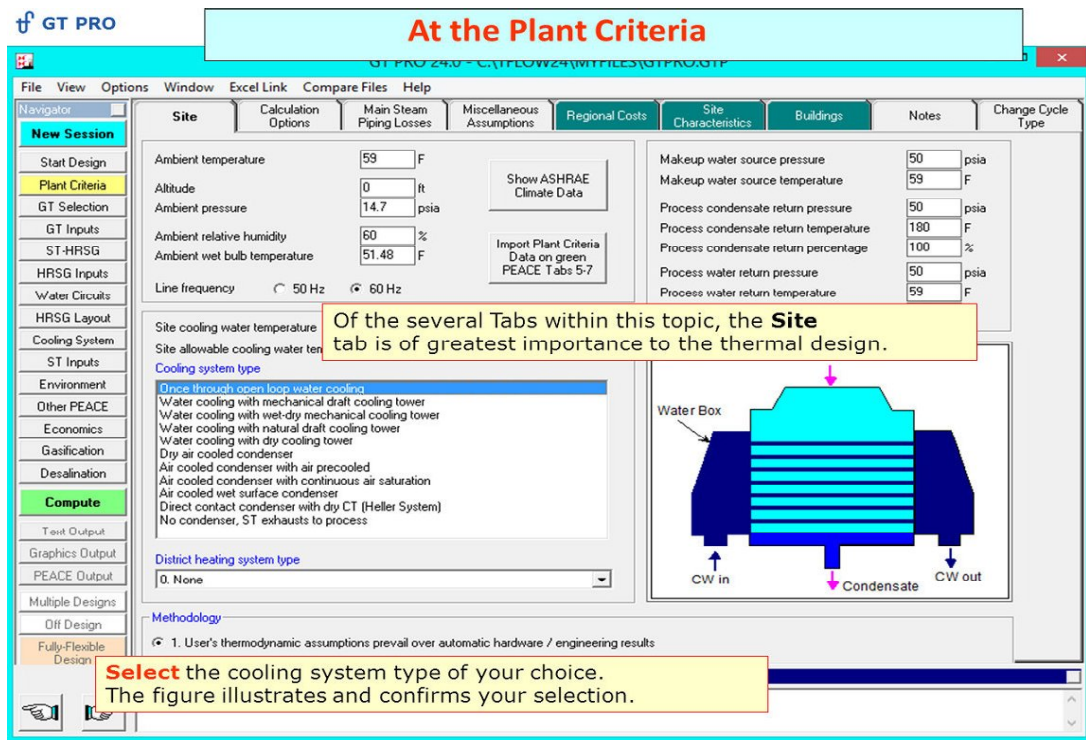 tf GT PRO
At the Plant Criteria
GT PRO 24.0 - C:\TFLOW24\MYFILES\GTPRO.GTP
File View Options Window Excel Link Compare Files Help
Navigator
New Session
Start Design
Plant Criteria
GT Selection
GT Inputs
ST-HRSG
HRSG Inputs
Water Circuits
HRSG Layout
Cooling System
ST Inputs
Environment
Other PEACE
Economics
Gasification
Desalination
Compute
Text Output
Graphics Output
PEACE Output
Multiple Designs
Off Design
Fully-Flexible
Design
Site
Calculation
Options
Main Steam
Piping Losses
Miscellaneous
Assumptions
Regional Costs
Site
Characteristics
Buildings
Notes
Change Cycle
Type
Ambient temperature 59 F
Altitude 0 ft
Ambient pressure 14.7 psia
Ambient relative humidity 60 %
Ambient wet bulb temperature 51.48 F
Line frequency 50 Hz 60 Hz
Show ASHRAE
Climate Data
Import Plant Criteria
Data on green
PEACE Tabs 5-7
Makeup water source pressure 50 psia
Makeup water source temperature 59 F
Process condensate return pressure 50 psia
Process condensate return temperature 180 F
Process condensate return percentage 100 %
Process water return pressure 50 psia
Process water return temperature 59 F
Of the several Tabs within this topic, the Site
tab is of greatest importance to the thermal design.
Site cooling water temperature
Site allowable cooling water
Cooling system type
Once through open loop water cooling
Water cooling with mechanical draft cooling tower
Water cooling with wet-dry mechanical cooling tower
Water cooling with natural draft cooling tower
Water cooling with dry cooling tower
Dry air cooled condenser
Air cooled condenser with air precooled
Air cooled condenser with continuous air saturation
Air cooled wet surface condenser
Direct contact condenser with dry CT (Heller System)
No condenser, ST exhausts to process
District heating system type
0. None
Water Box
CW in
Condensate
CW out
Methodology
1. User's thermodynamic assumptions prevail over automatic hardware / engineering results
Select the cooling system type of your choice.
The figure illustrates and confirms your selection.